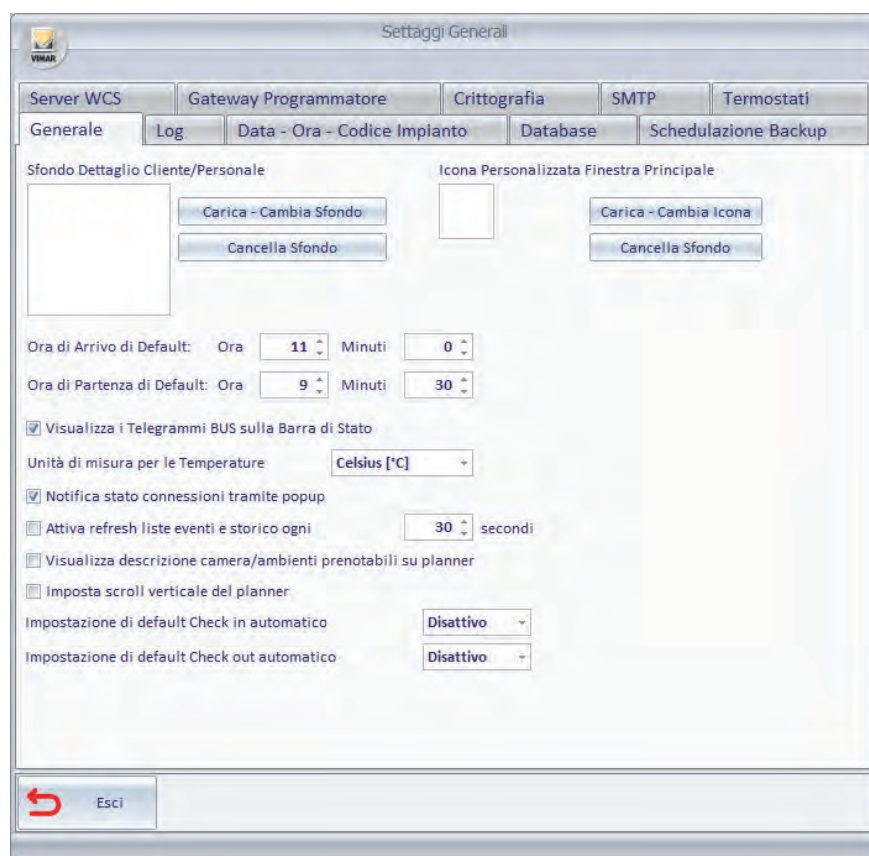 Settaggi Generali
VIMAR
Server WCS Gateway Programmatore Crittografia SMTP Termostati
Generale Log Data - Ora - Codice Impianto Database Schedulazione Backup
Sfondo Dettaglio Cliente/Personale Icona Personalizzata Finestra Principale
Carica - Cambia Sfondo Carica - Cambia Icona
Cancella Sfondo Cancella Sfondo
Ora di Arrivo di Default: Ora 11 Minuti 0
Ora di Partenza di Default: Ora 9 Minuti 30
Visualizza i Telegrammi BUS sulla Barra di Stato
Unità di misura per le Temperature Celsius [°C]
Notifica stato connessioni tramite popup
Attiva refresh liste eventi e storico ogni 30 secondi
Visualizza descrizione camera/ambienti prenotabili su planner
Imposta scroll verticale del planner
Impostazione di default Check in automatico Disattivo
Impostazione di default Check out automatico Disattivo
Esci